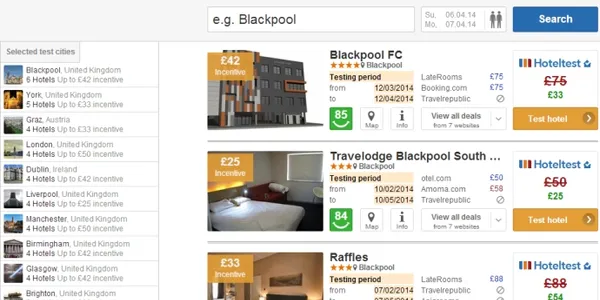 e.g. Blackpool
Su, 06.04.14
Mo, 07.04.14
Search
Selected test cities
Blackpool, United Kingdom
6 Hotels Up to £42 incentive
York, United Kingdom
5 Hotels Up to £33 incentive
Graz, Austria
4 Hotels Up to £33 incentive
London, United Kingdom
4 Hotels Up to £50 incentive
Dublin, Ireland
4 Hotels Up to £42 incentive
Liverpool, United Kingdom
4 Hotels Up to £25 incentive
Manchester, United Kingdom
4 Hotels Up to £50 incentive
Birmingham, United Kingdom
4 Hotels Up to £42 incentive
Glasgow, United Kingdom
4 Hotels Up to £42 incentive
Brighton, United Kingdom
£42
Incentive
Blackpool FC
Blackpool
Testing period
from 12/03/2014
to 12/04/2014
LateRooms £75
Booking.com £75
Travelrepublic
85
Map
Info
View all deals
from 7 websites
Hoteltest
£75
£33
Test hotel
£25
Incentive
Travelodge Blackpool South ...
Blackpool
Testing period
from 10/02/2014
to 10/05/2014
otel.com £50
Amoma.com £58
Travelrepublic
84
Map
Info
View all deals
from 7 websites
Hoteltest
£50
£25
Test hotel
£33
Incentive
Raffles
Blackpool
Testing period
from 07/02/2014
LateRooms £88
Travelrepublic
Hoteltest
£88
£54